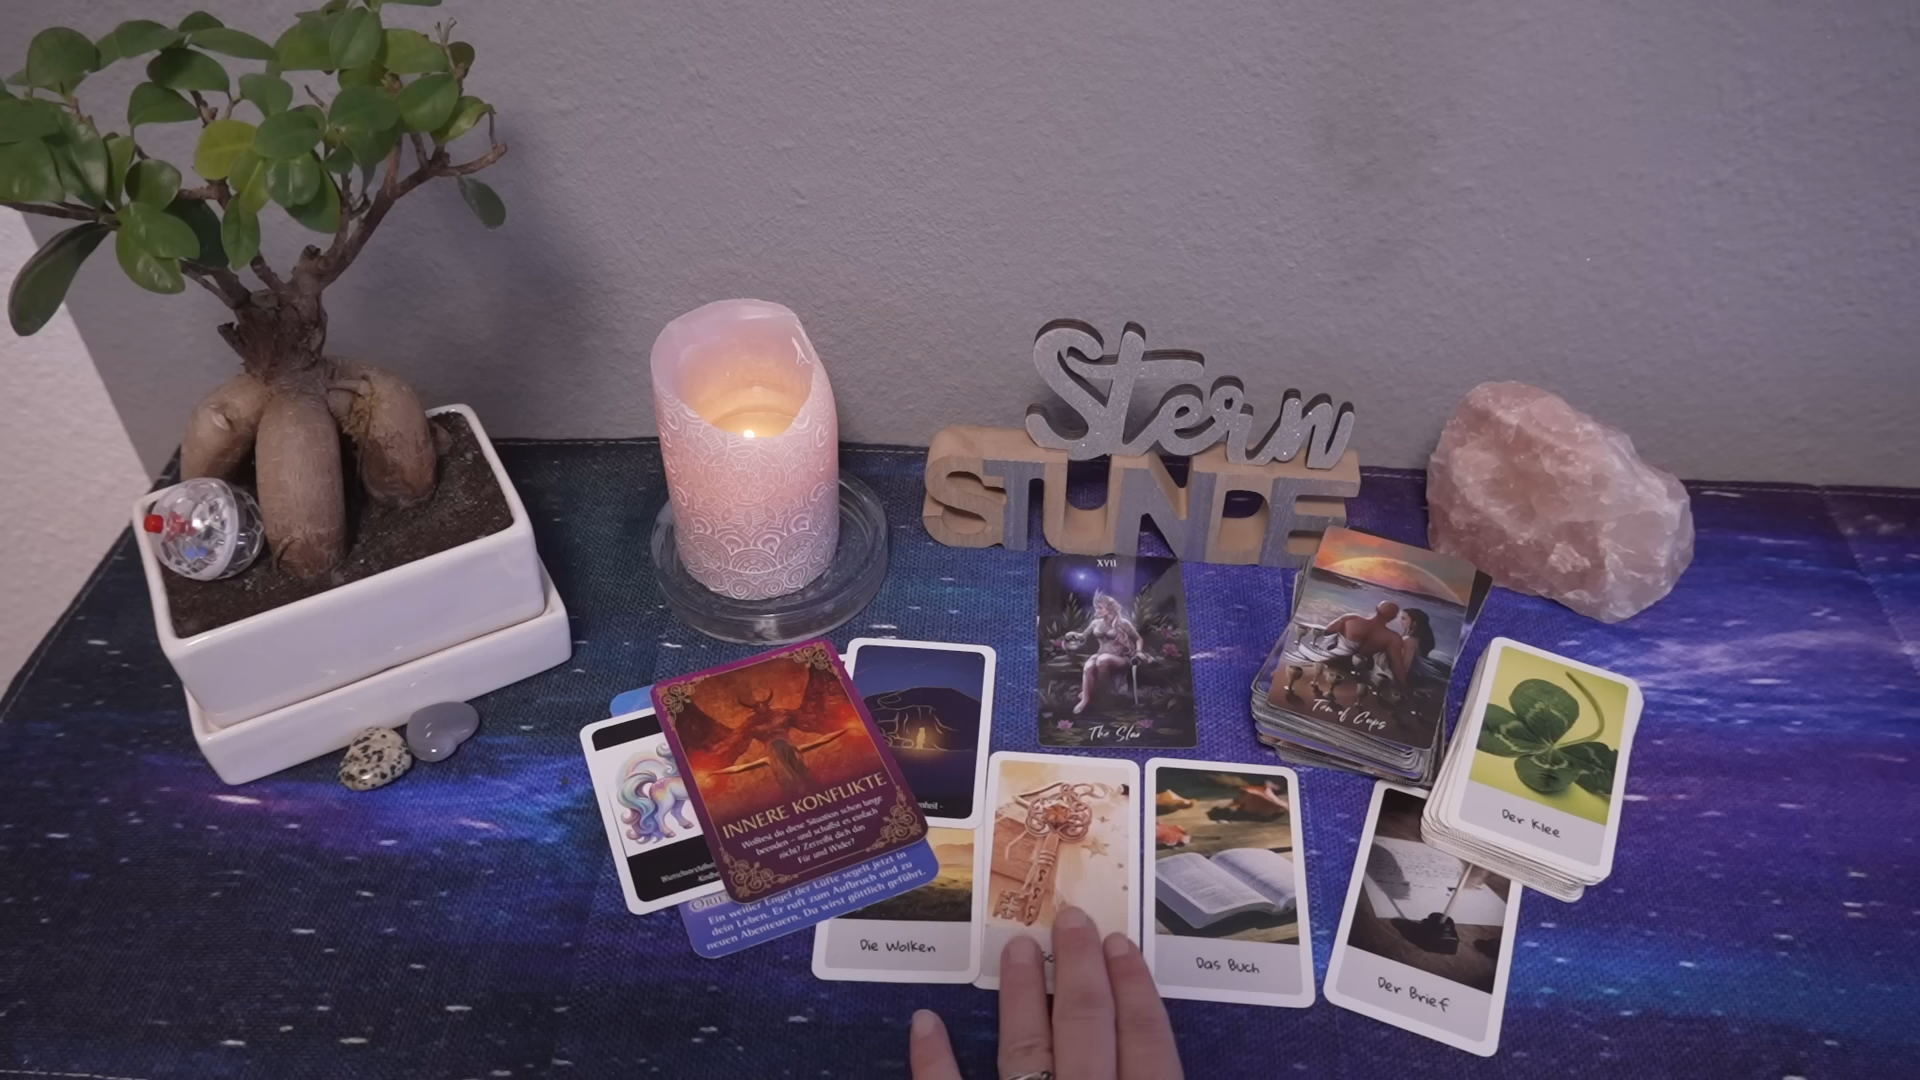 Stern
STUNDE
XVII
The Star
Ten of Cups
Der Klee
INNERE KONFLIKTE
Wolltest du diese Situation schon lange
beenden – und schaffst es einfach
nicht? Zerreißt dich das
Für und Wider?
Ein weißer Engel der Lüfte segelt jetzt in
dein Leben. Er ruft zum Aufbruch und zu
neuen Abenteuern. Du wirst göttlich geführt.
Die Wolken
Das Buch
Der Brief